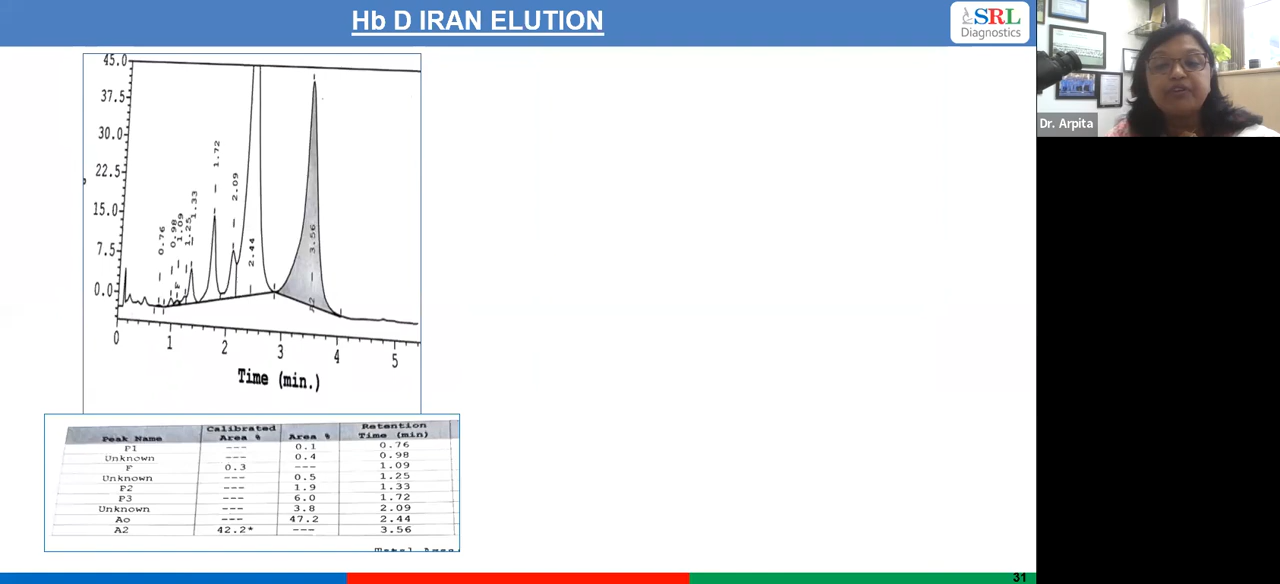 Hb D IRAN ELUTION
SRL
Diagnostics
Dr. Arpita
45.0
37.5
30.0
22.5
15.0
7.5
0.0
0.76
0.98
1.09
1.25
1.33
1.72
2.09
2.44
3.56
F
0 1 2 3 4 5
Time (min.)
Peak Name Calibrated Area % Area % Retention Time (min)
P1 --- 0.1 0.76
Unknown --- 0.4 0.98
F 0.3 --- 1.09
Unknown --- 0.5 1.25
P2 --- 1.9 1.33
P3 --- 6.0 1.72
Unknown --- 3.8 2.09
Ao --- 47.2 2.44
A2 42.2* --- 3.56
31